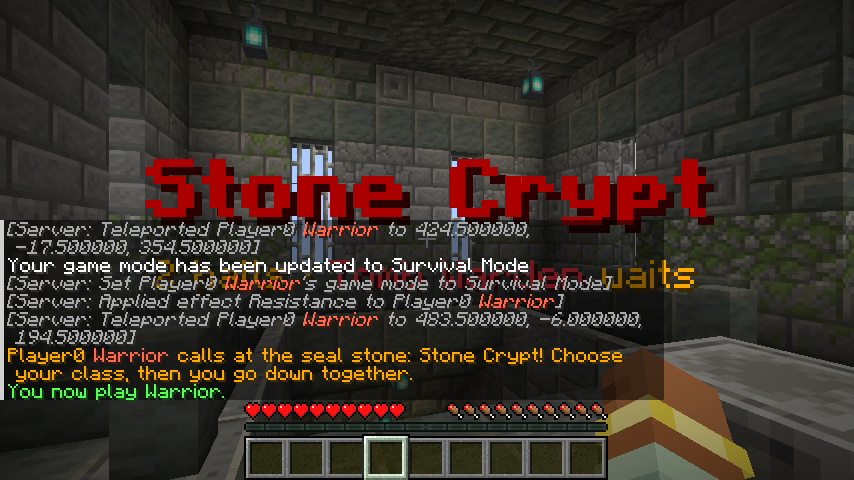 Stone Crypt
[Server: Teleported Player0 Warrior to 424.500000,
-17.500000, 354.500000]
Your game mode has been updated to Survival Mode
waits
[Server: Set Player0 Warrior's game mode to Survival Mode]
[Server: Applied effect Resistance to Player0 Warrior]
[Server: Teleported Player0 Warrior to 483.500000, -6.000000,
194.500000]
Player0 Warrior calls at the seal stone: Stone Crypt! Choose
your class, then you go down together.
You now play Warrior.